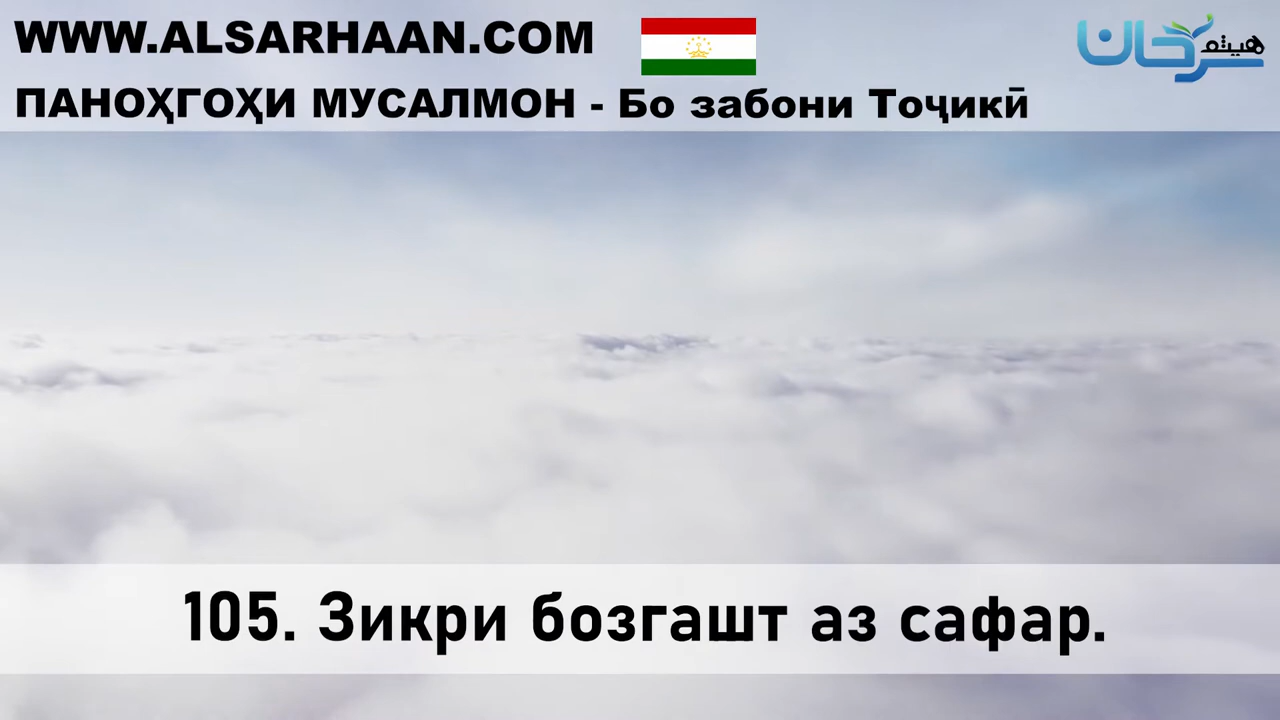 WWW.ALSARHAAN.COM
هيثم سرحان
ПАНОҲГОҲИ МУСАЛМОН - Бо забони Тоҷикӣ
105. Зикри бозгашт аз сафар.